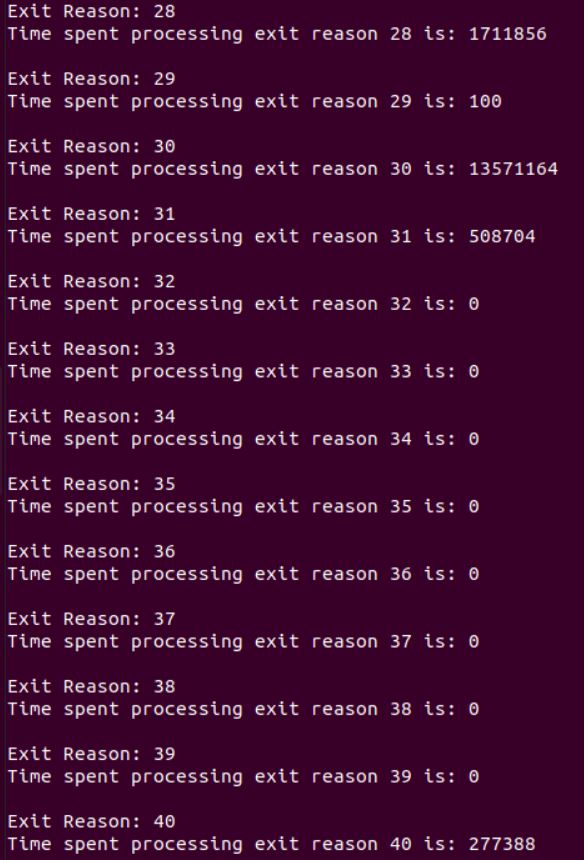 Exit Reason: 28
Time spent processing exit reason 28 is: 1711856
Exit Reason: 29
Time spent processing exit reason 29 is: 100
Exit Reason: 30
Time spent processing exit reason 30 is: 13571164
Exit Reason: 31
Time spent processing exit reason 31 is: 508704
Exit Reason: 32
Time spent processing exit reason 32 is: 0
Exit Reason: 33
Time spent processing exit reason 33 is: 0
Exit Reason: 34
Time spent processing exit reason 34 is: 0
Exit Reason: 35
Time spent processing exit reason 35 is: 0
Exit Reason: 36
Time spent processing exit reason 36 is: 0
Exit Reason: 37
Time spent processing exit reason 37 is: 0
Exit Reason: 38
Time spent processing exit reason 38 is: 0
Exit Reason: 39
Time spent processing exit reason 39 is: 0
Exit Reason: 40
Time spent processing exit reason 40 is: 277388